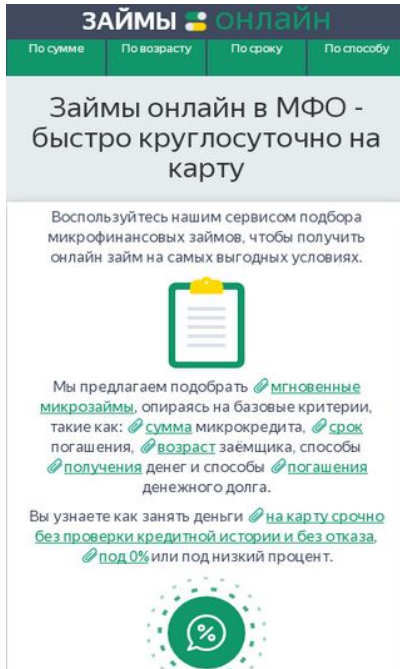 ЗАЙМЫ ОНЛАЙН
По сумме По возрасту По сроку По способу
Займы онлайн в МФО -
быстро круглосуточно на
карту
Воспользуйтесь нашим сервисом подбора
микрофинансовых займов, чтобы получить
онлайн займ на самых выгодных условиях.
Мы предлагаем подобрать мгновенные
микрозаймы, опираясь на базовые критерии,
такие как: сумма микрокредита, срок
погашения, возраст заёмщика, способы
получения денег и способы погашения
денежного долга.
Вы узнаете как занять деньги на карту срочно
без проверки кредитной истории и без отказа,
под 0% или под низкий процент.
%